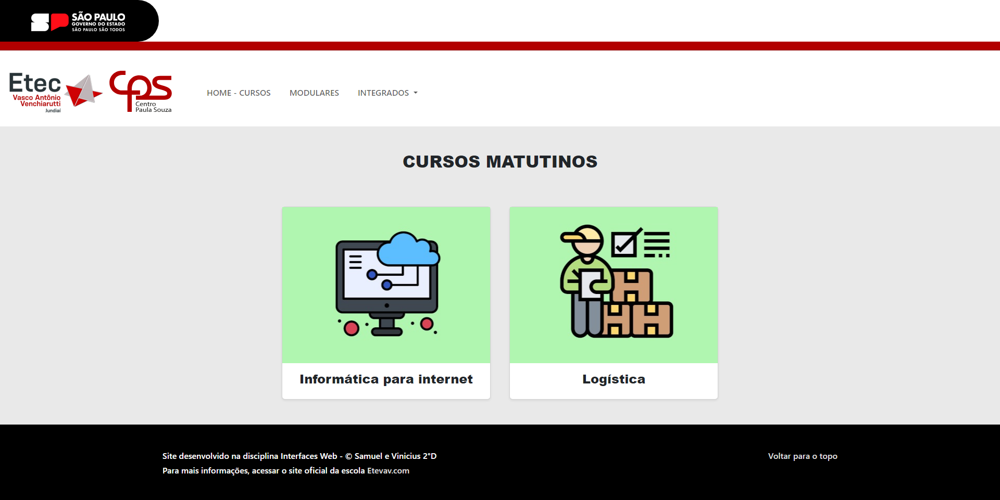 SÃO PAULO
GOVERNO DO ESTADO
SÃO PAULO SÃO TODOS
Etec
Vasco Antônio
Venchiarutti
Jundiaí
CPS
Centro
Paula Souza
HOME - CURSOS MODULARES INTEGRADOS
CURSOS MATUTINOS
Informática para internet
Logística
Site desenvolvido na disciplina Interfaces Web - © Samuel e Vinicius 2°D
Para mais informações, acessar o site oficial da escola Etevav.com
Voltar para o topo